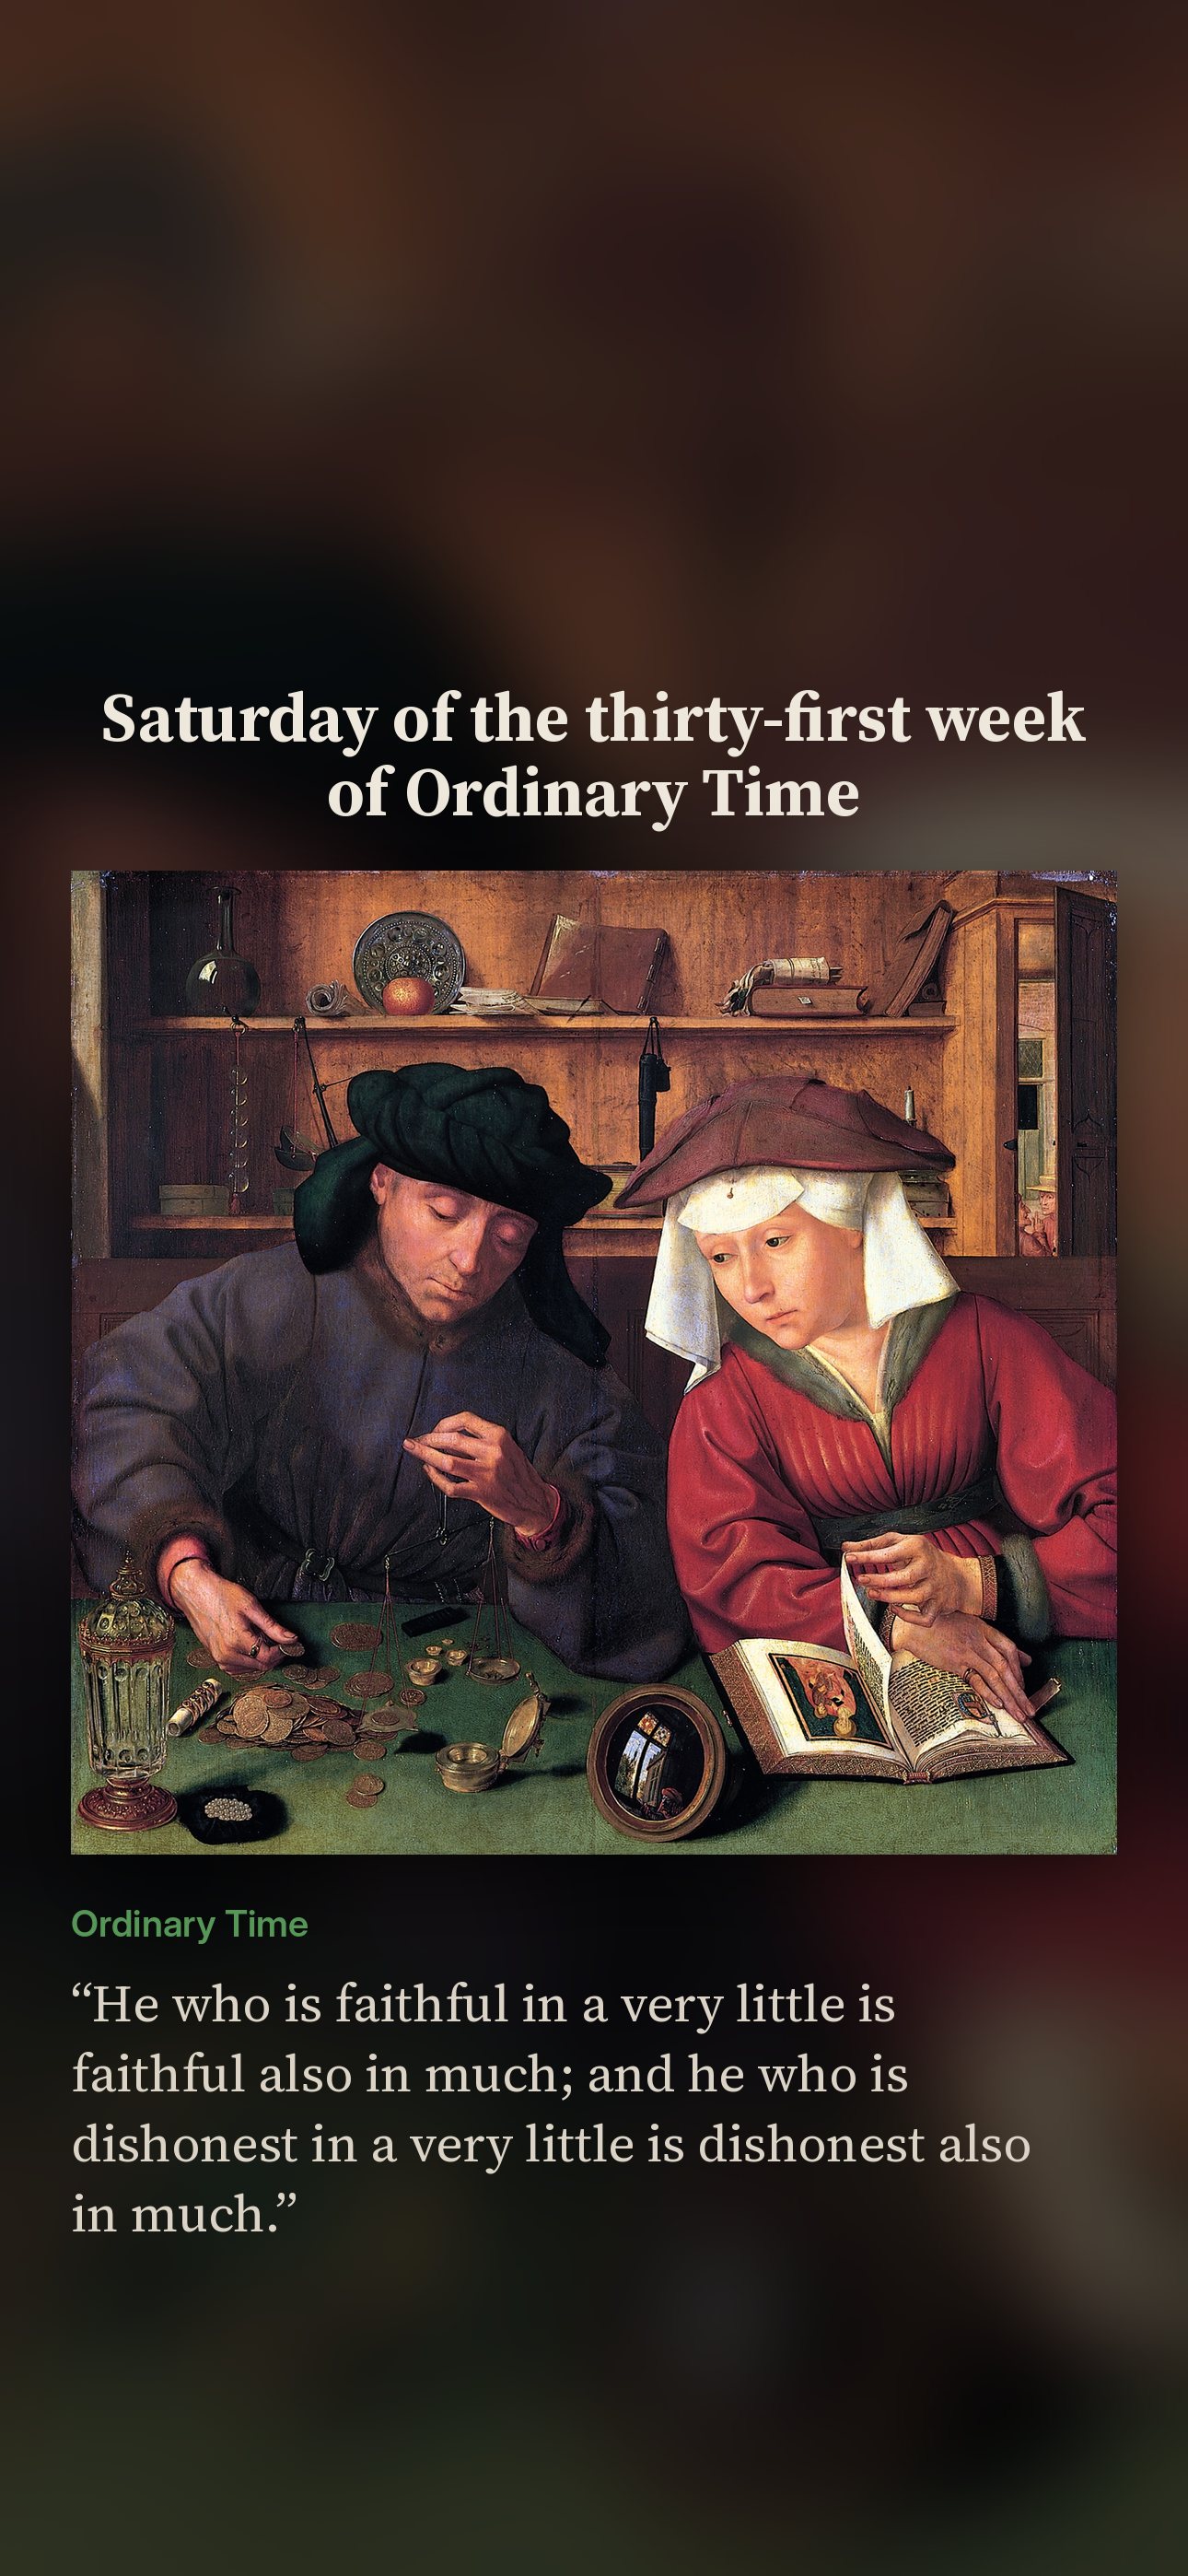 Saturday of the thirty-first week
of Ordinary Time
Ordinary Time
“He who is faithful in a very little is
faithful also in much; and he who is
dishonest in a very little is dishonest also
in much.”